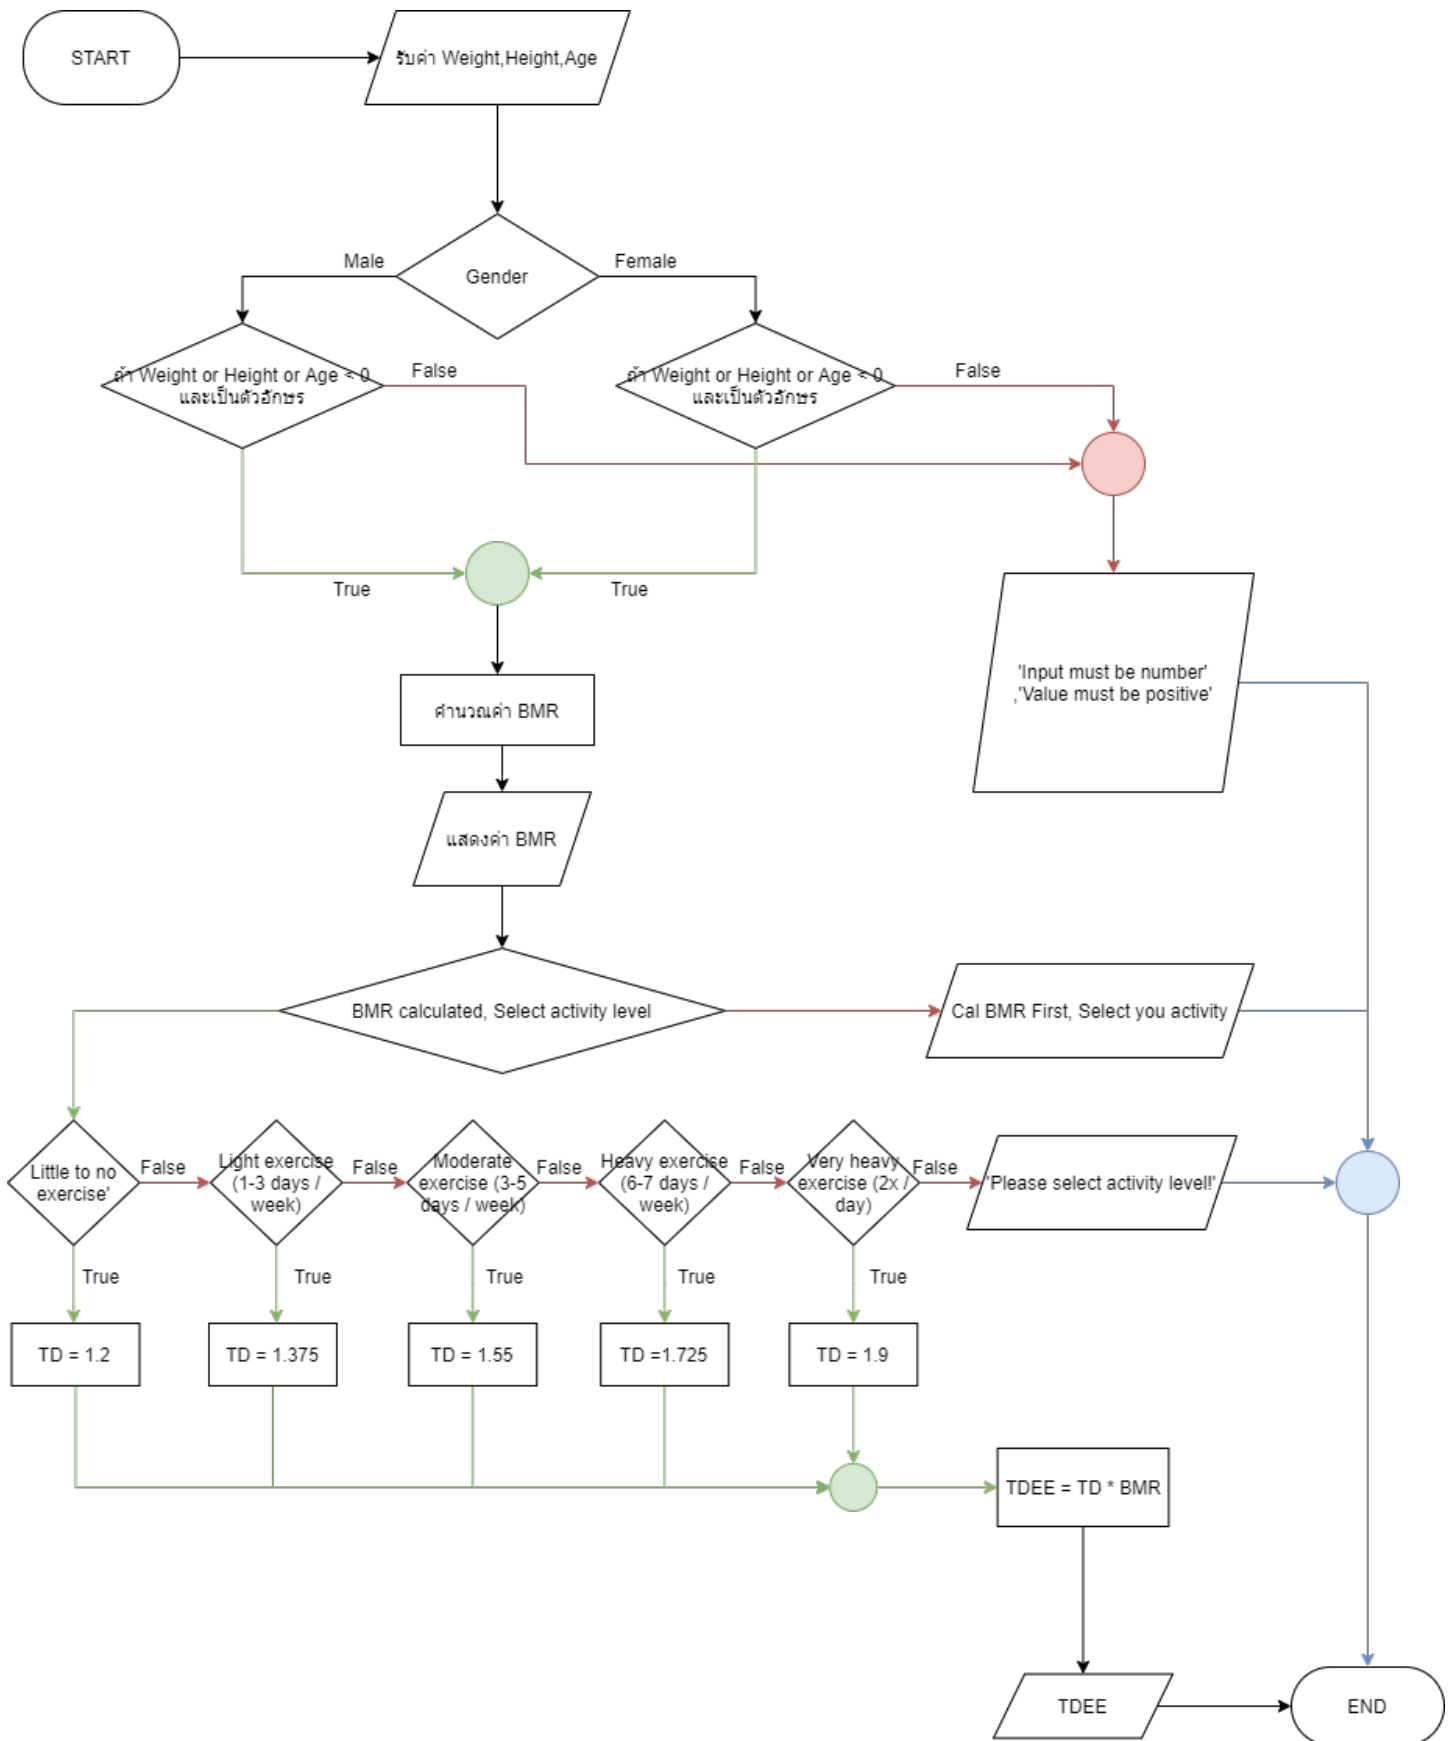 START
รับค่า Weight,Height,Age
Gender
Male
Female
ถ้า Weight or Height or Age < 0
และเป็นตัวอักษร
False
ถ้า Weight or Height or Age < 0
และเป็นตัวอักษร
False
True
True
'Input must be number'
,'Value must be positive'
คำนวณค่า BMR
แสดงค่า BMR
BMR calculated, Select activity level
Cal BMR First, Select you activity
Little to no
exercise'
False
Light exercise
(1-3 days /
week)
False
Moderate
exercise (3-5
days / week)
False
Heavy exercise
(6-7 days /
week)
False
Very heavy
exercise (2x /
day)
False
'Please select activity level!'
True
True
True
True
True
TD = 1.2
TD = 1.375
TD = 1.55
TD =1.725
TD = 1.9
TDEE = TD * BMR
TDEE
END